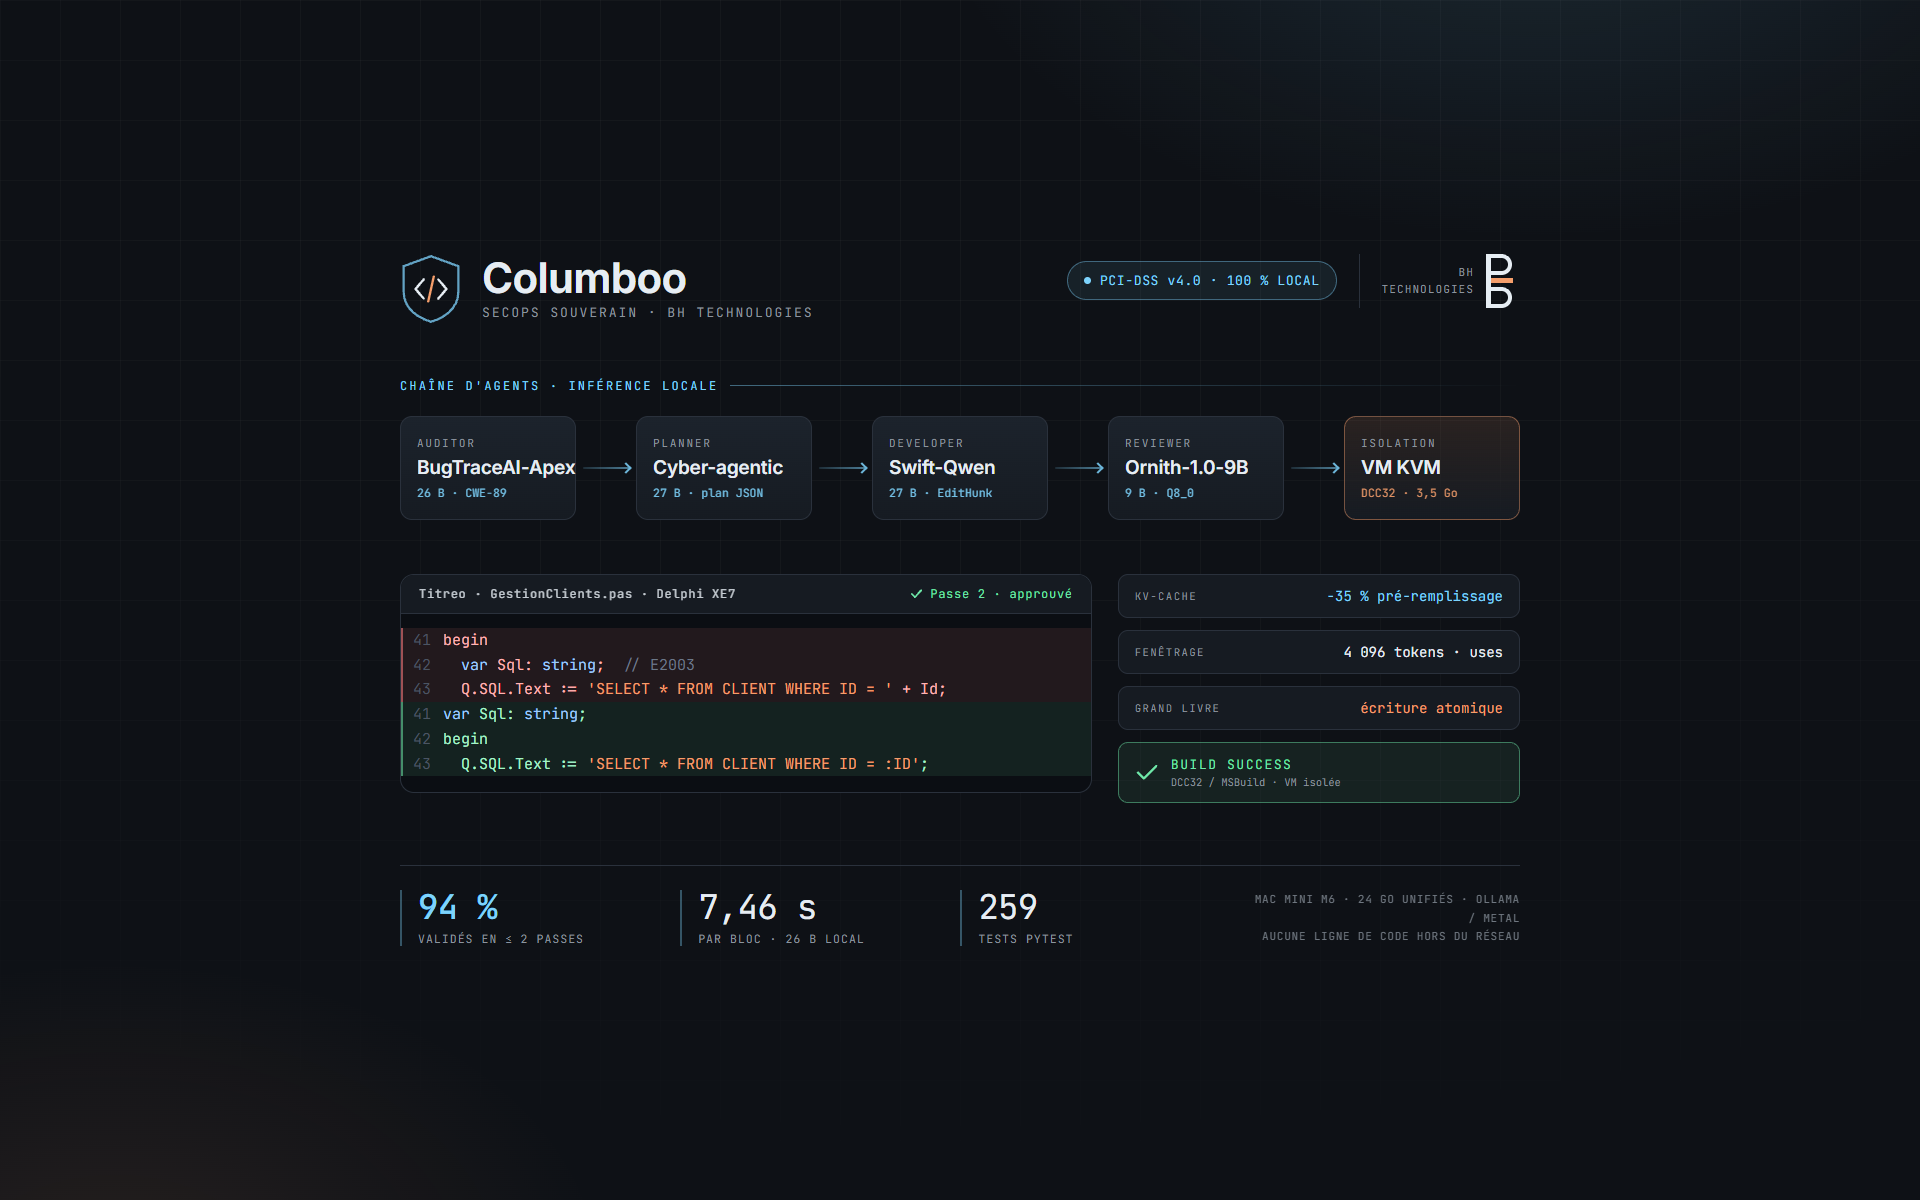 Columboo
SECOPS SOUVERAIN · BH TECHNOLOGIES
PCI-DSS v4.0 · 100 % LOCAL
BH
TECHNOLOGIES
CHAÎNE D'AGENTS · INFÉRENCE LOCALE
AUDITOR
BugTraceAI-Apex
26 B · CWE-89
PLANNER
Cyber-agentic
27 B · plan JSON
DEVELOPER
Swift-Qwen
27 B · EditHunk
REVIEWER
Ornith-1.0-9B
9 B · Q8_0
ISOLATION
VM KVM
DCC32 · 3,5 Go
Titreo · GestionClients.pas · Delphi XE7
Passe 2 · approuvé
41 begin
42 var Sql: string; // E2003
43 Q.SQL.Text := 'SELECT * FROM CLIENT WHERE ID = ' + Id;
41 var Sql: string;
42 begin
43 Q.SQL.Text := 'SELECT * FROM CLIENT WHERE ID = :ID';
KV-CACHE
-35 % pré-remplissage
FENÊTRAGE
4 096 tokens · uses
GRAND LIVRE
écriture atomique
BUILD SUCCESS
DCC32 / MSBuild · VM isolée
94 %
VALIDÉS EN ≤ 2 PASSES
7,46 s
PAR BLOC · 26 B LOCAL
259
TESTS PYTEST
MAC MINI M6 · 24 GO UNIFIÉS · OLLAMA
/ METAL
AUCUNE LIGNE DE CODE HORS DU RÉSEAU